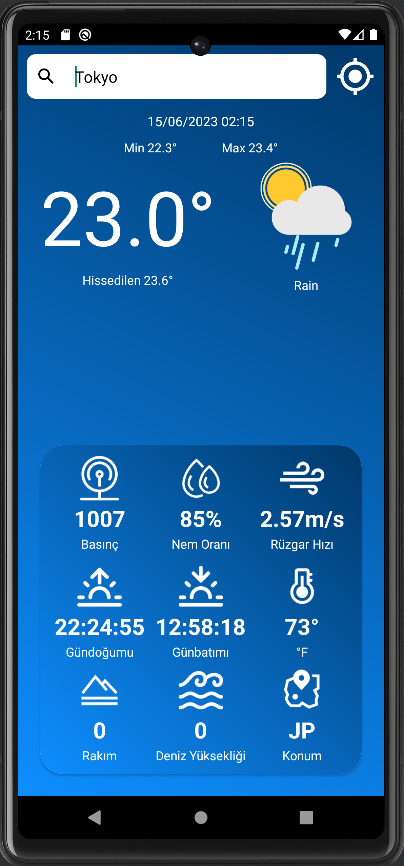 2:15
Tokyo
15/06/2023 02:15
Min 22.3° Max 23.4°
23.0°
Hissedilen 23.6°
Rain
1007 85% 2.57m/s
Basınç Nem Oranı Rüzgar Hızı
22:24:55 12:58:18 73°
Gündoğumu Günbatımı °F
0 0 JP
Rakım Deniz Yüksekliği Konum